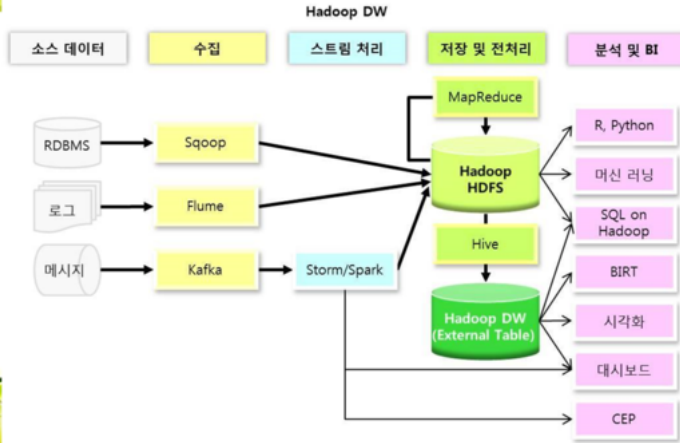 Hadoop DW
소스 데이터
수집
스트림 처리
저장 및 전처리
분석 및 BI
MapReduce
RDBMS
Sqoop
Hadoop
HDFS
R, Python
머신 러닝
로그
Flume
SQL on
Hadoop
Hive
메시지
Kafka
Storm/Spark
BIRT
Hadoop DW
(External Table)
시각화
대시보드
CEP